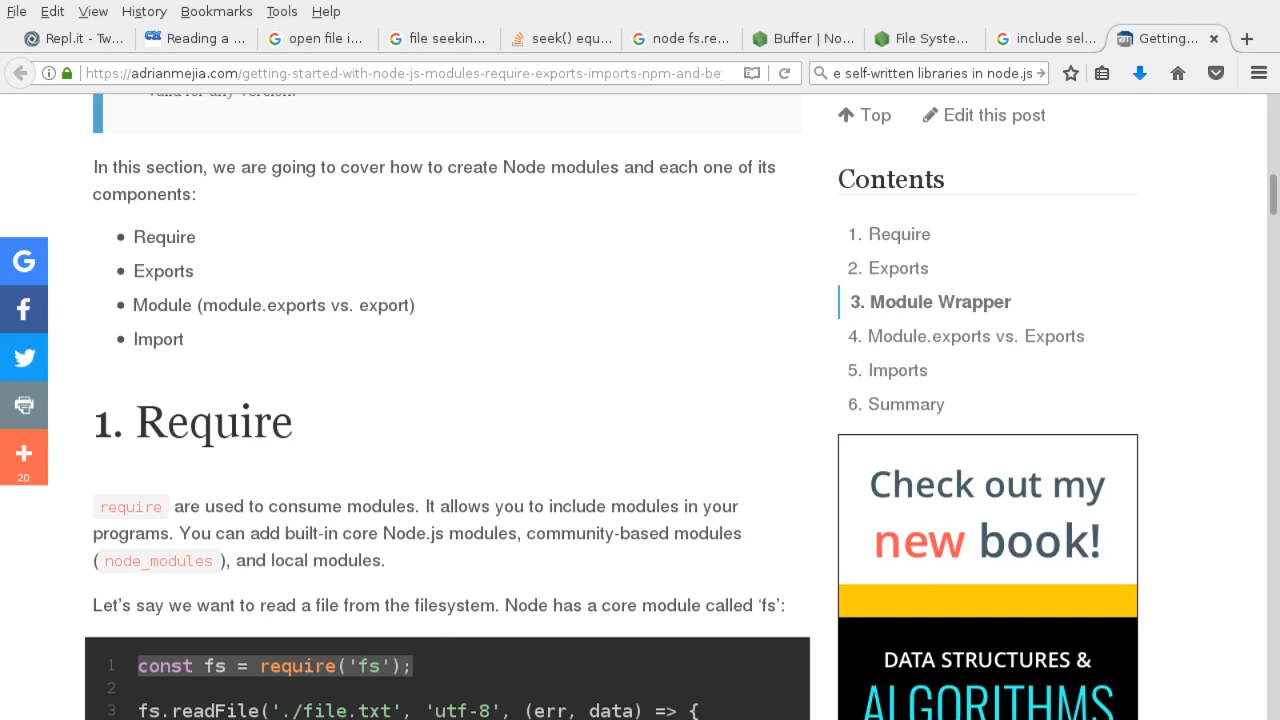 File Edit View History Bookmarks Tools Help
Repl.it - Tw... Reading a ... open file i... file seekin... seek() equ... node fs.re... Buffer | No... File Syste... include sel... Getting...
https://adrianmejia.com/getting-started-with-node-js-modules-require-exports-imports-npm-and-be e self-written libraries in node.js
Top Edit this post
In this section, we are going to cover how to create Node modules and each one of its
components:
• Require
• Exports
• Module (module.exports vs. export)
• Import
1. Require
require are used to consume modules. It allows you to include modules in your
programs. You can add built-in core Node.js modules, community-based modules
( node_modules ), and local modules.
Let's say we want to read a file from the filesystem. Node has a core module called ‘fs’:
1 const fs = require('fs');
2
3 fs.readFile('./file.txt', 'utf-8', (err, data) => {
Contents
1. Require
2. Exports
3. Module Wrapper
4. Module.exports vs. Exports
5. Imports
6. Summary
Check out my
new book!
DATA STRUCTURES &
ALGORITHMS
20